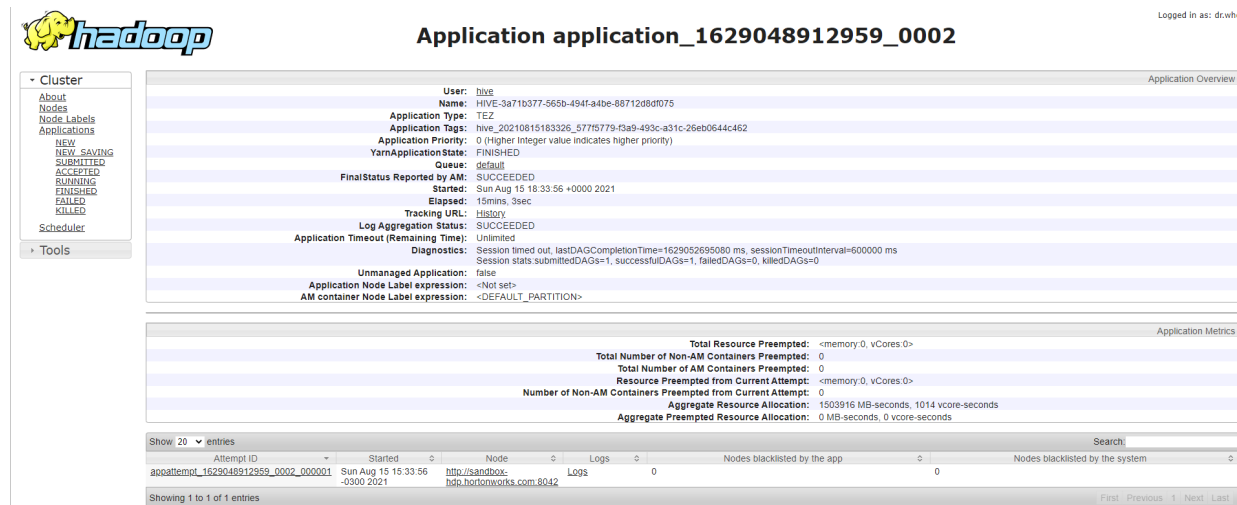 Logged in as: dr.who
hadoop
Application application_1629048912959_0002
Cluster
About
Nodes
Node Labels
Applications
NEW
NEW_SAVING
SUBMITTED
ACCEPTED
RUNNING
FINISHED
FAILED
KILLED
Scheduler
Tools
Application Overview
User: hive
Name: HIVE-3a71b377-565b-494f-a4be-88712d8df075
Application Type: TEZ
Application Tags: hive_20210815183326_577f5779-f3a9-493c-a31c-26eb0644c462
Application Priority: 0 (Higher Integer value indicates higher priority)
YarnApplicationState: FINISHED
Queue: default
FinalStatus Reported by AM: SUCCEEDED
Started: Sun Aug 15 18:33:56 +0000 2021
Elapsed: 15mins, 3sec
Tracking URL: History
Log Aggregation Status: SUCCEEDED
Application Timeout (Remaining Time): Unlimited
Diagnostics: Session timed out, lastDAGCompletionTime=1629052695080 ms, sessionTimeoutInterval=600000 ms
Session stats:submittedDAGs=1, successfulDAGs=1, failedDAGs=0, killedDAGs=0
Unmanaged Application: false
Application Node Label expression: <Not set>
AM container Node Label expression: <DEFAULT_PARTITION>
Application Metrics
Total Resource Preempted: <memory:0, vCores:0>
Total Number of Non-AM Containers Preempted: 0
Total Number of AM Containers Preempted: 0
Resource Preempted from Current Attempt: <memory:0, vCores:0>
Number of Non-AM Containers Preempted from Current Attempt: 0
Aggregate Resource Allocation: 1503916 MB-seconds, 1014 vcore-seconds
Aggregate Preempted Resource Allocation: 0 MB-seconds, 0 vcore-seconds
Show 20 entries Search:
Attempt ID Started Node Logs Nodes blacklisted by the app Nodes blacklisted by the system
appattempt_1629048912959_0002_000001 Sun Aug 15 15:33:56 http://sandbox- Logs 0 0
-0300 2021 hdp.hortonworks.com:8042
Showing 1 to 1 of 1 entries First Previous 1 Next Last